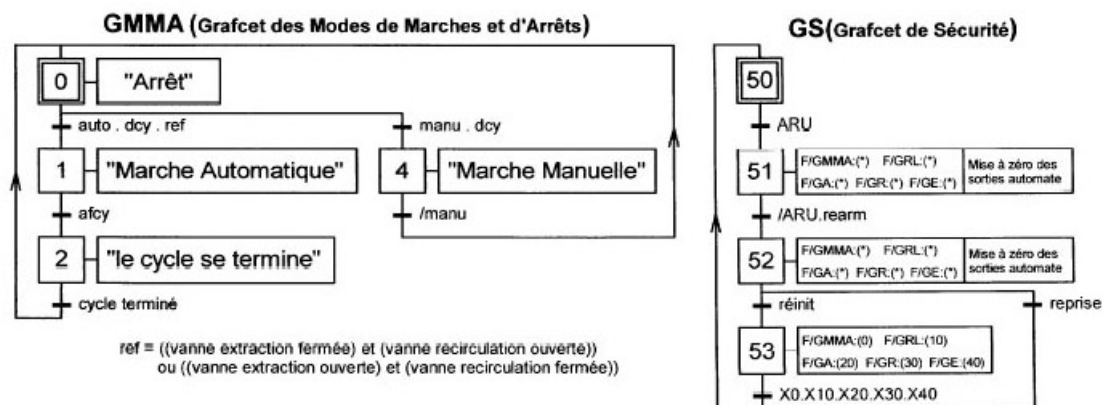 GMMA (Grafcet des Modes de Marches et d'Arrêts)
0
"Arrêt"
auto . dcy . ref
manu . dcy
1
"Marche Automatique"
4
"Marche Manuelle"
afcy
/manu
2
"le cycle se termine"
cycle terminé
ref = ((vanne extraction fermée) et (vanne recirculation ouverte))
ou ((vanne extraction ouverte) et (vanne recirculation fermée))
GS(Grafcet de Sécurité)
50
ARU
51
F/GMMA:(*) F/GRL:(*)
F/GA:(*) F/GR:(*) F/GE:(*)
Mise à zéro des
sorties automate
/ARU.rearm
52
F/GMMA:(*) F/GRL:(*)
F/GA:(*) F/GR:(*) F/GE:(*)
Mise à zéro des
sorties automate
réinit
reprise
53
F/GMMA:(0) F/GRL:(10)
F/GA:(20) F/GR:(30) F/GE:(40)
X0.X10.X20.X30.X40